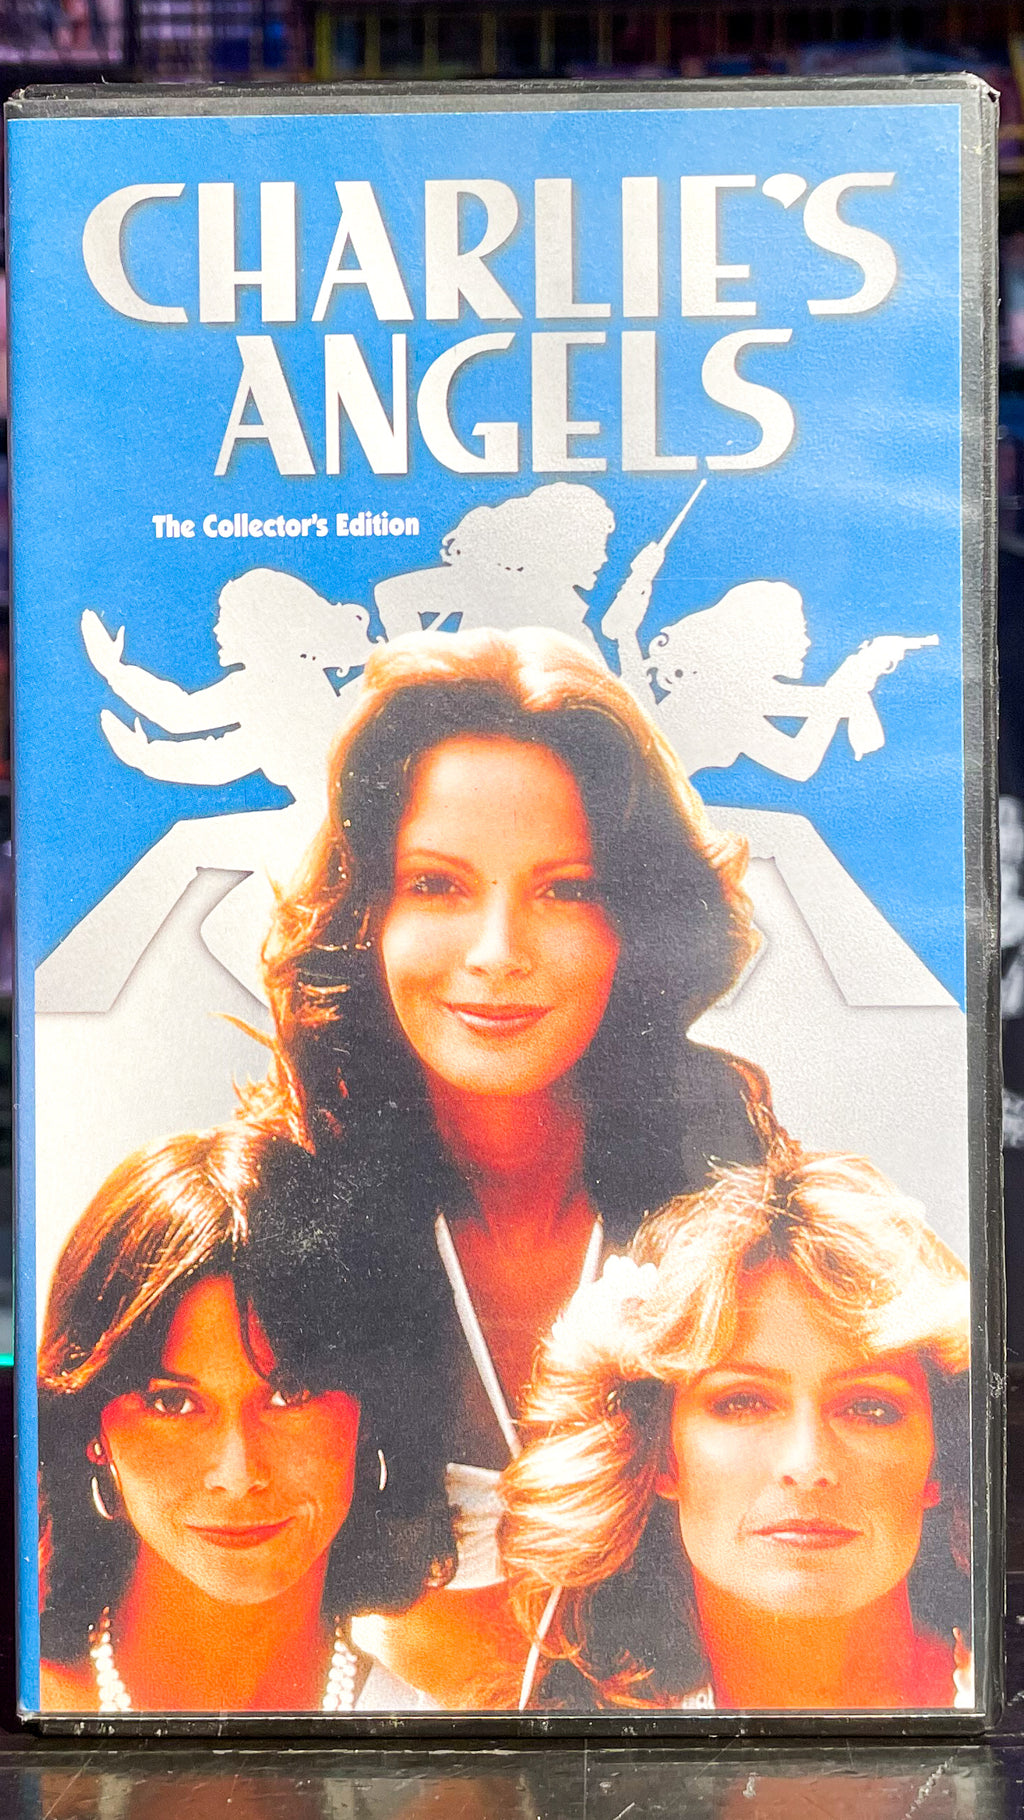 CHARLIE'S
ANGELS
The Collector's Edition